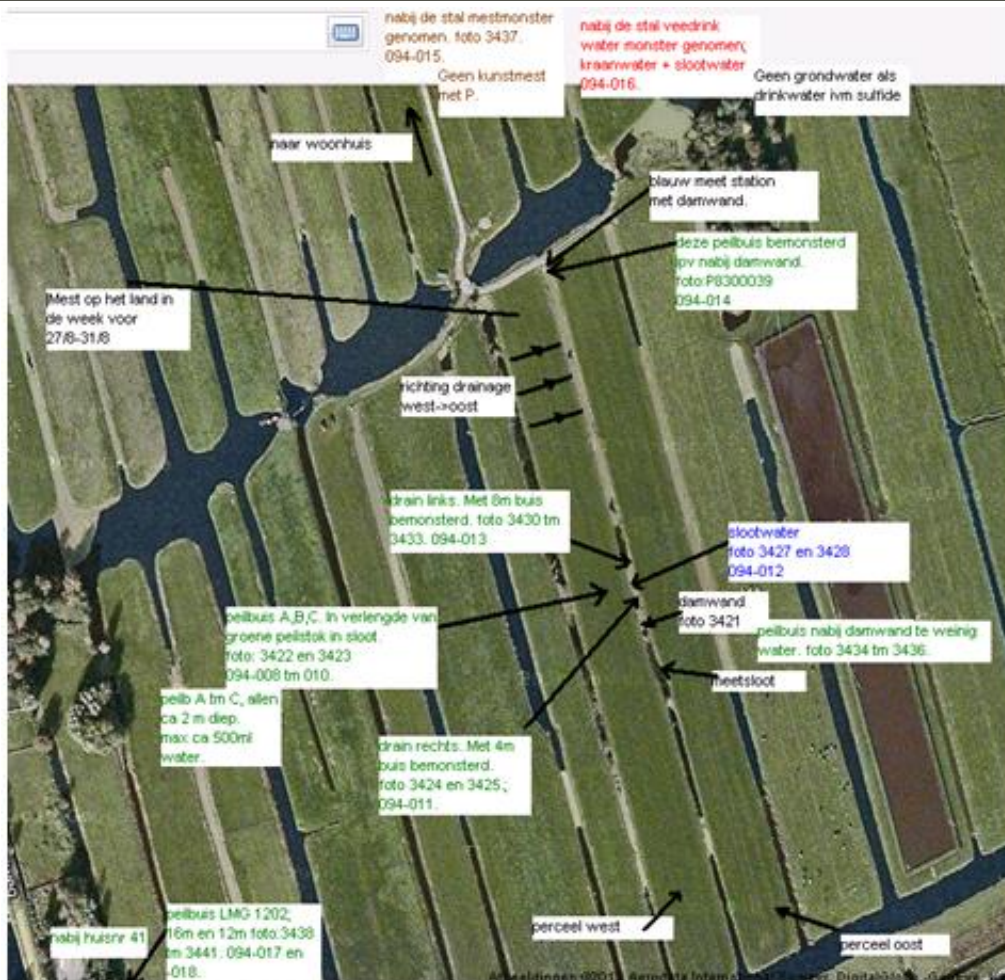 nabij de stal mestmonster
genomen. foto 3437.
094-015.
Geen kunstmest
met P.
nabij de stal veedrink
water monster genomen;
kraanwater + slootwater
094-016.
Geen grondwater als
drinkwater ivm sulfide
naar woonhuis
blauw meet station
met damwand.
deze peilbuis bemonsterd
ipv nabij damwand.
foto:P8300039
094-014
Mest op het land in
de week voor
27/8-31/8
richting drainage
west->oost
drain links. Met 8m buis
bemonsterd. foto 3430 tm
3433. 094-013
slootwater
foto 3427 en 3428
094-012
damwand
foto 3421
peilbuis A,B,C. In verlengde van
groene peilstok in sloot
foto: 3422 en 3423
094-008 tm 010.
peilbuis nabij damwand te weinig
water. foto 3434 tm 3436.
meetsloot
peilb A tm C, allen
ca 2 m diep.
max ca 500ml
water.
drain rechts. Met 4m
buis bemonsterd.
foto 3424 en 3425.;
094-011.
peilbuis LMG 1202;
16m en 12m foto:3438
tm 3441. 094-017 en
-018.
nabij huisnr 41
perceel west
perceel oost